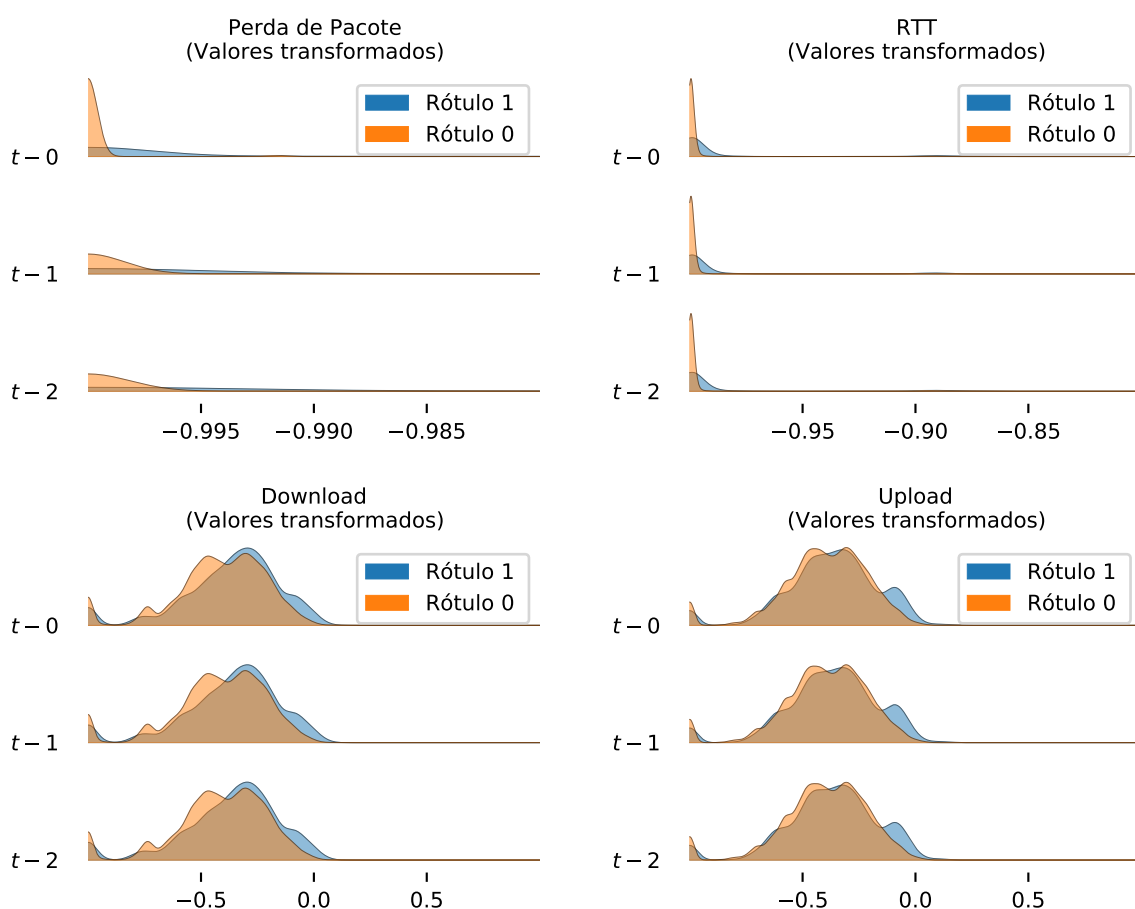 Perda de Pacote
(Valores transformados)
Rótulo 1
Rótulo 0
t − 0
t − 1
t − 2
−0.995 −0.990 −0.985
RTT
(Valores transformados)
Rótulo 1
Rótulo 0
t − 0
t − 1
t − 2
−0.95 −0.90 −0.85
Download
(Valores transformados)
Rótulo 1
Rótulo 0
t − 0
t − 1
t − 2
−0.5 0.0 0.5
Upload
(Valores transformados)
Rótulo 1
Rótulo 0
t − 0
t − 1
t − 2
−0.5 0.0 0.5